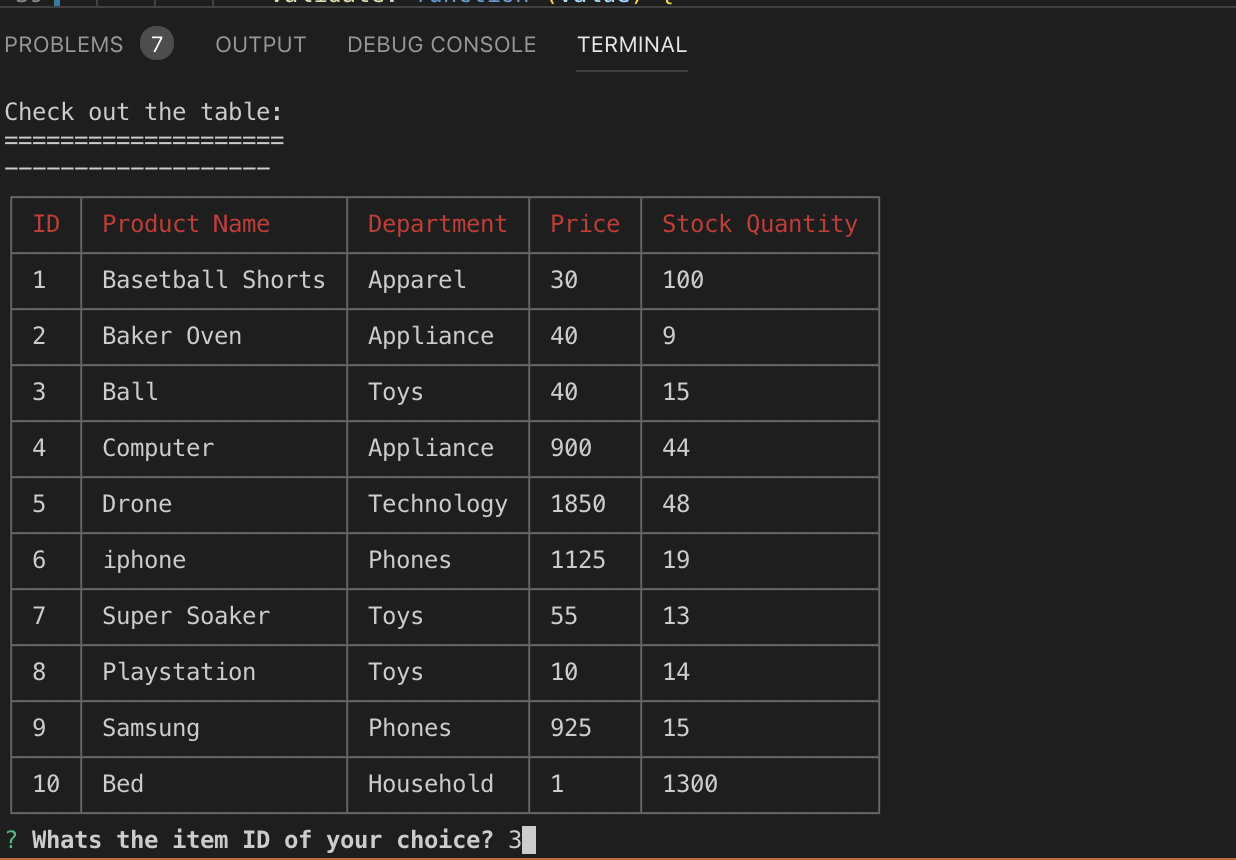 PROBLEMS 7 OUTPUT DEBUG CONSOLE TERMINAL
Check out the table:
====================
-------------------
ID Product Name Department Price Stock Quantity
1 Basetball Shorts Apparel 30 100
2 Baker Oven Appliance 40 9
3 Ball Toys 40 15
4 Computer Appliance 900 44
5 Drone Technology 1850 48
6 iphone Phones 1125 19
7 Super Soaker Toys 55 13
8 Playstation Toys 10 14
9 Samsung Phones 925 15
10 Bed Household 1 1300
? Whats the item ID of your choice? 3